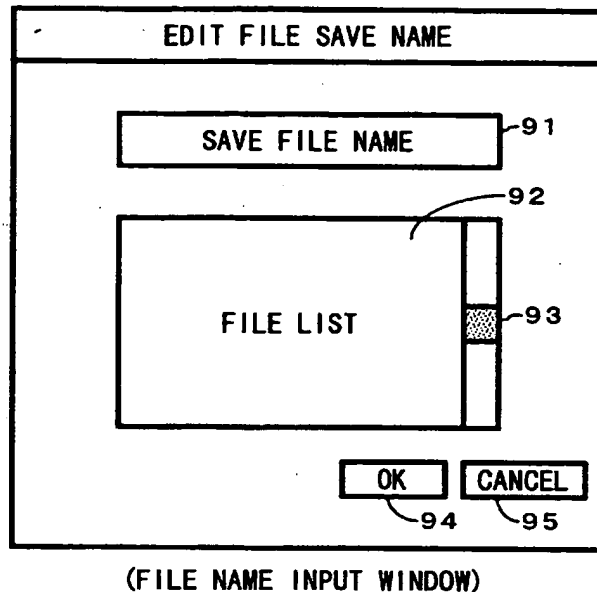 EDIT FILE SAVE NAME
SAVE FILE NAME
91
92
FILE LIST
93
OK
CANCEL
94
95
(FILE NAME INPUT WINDOW)